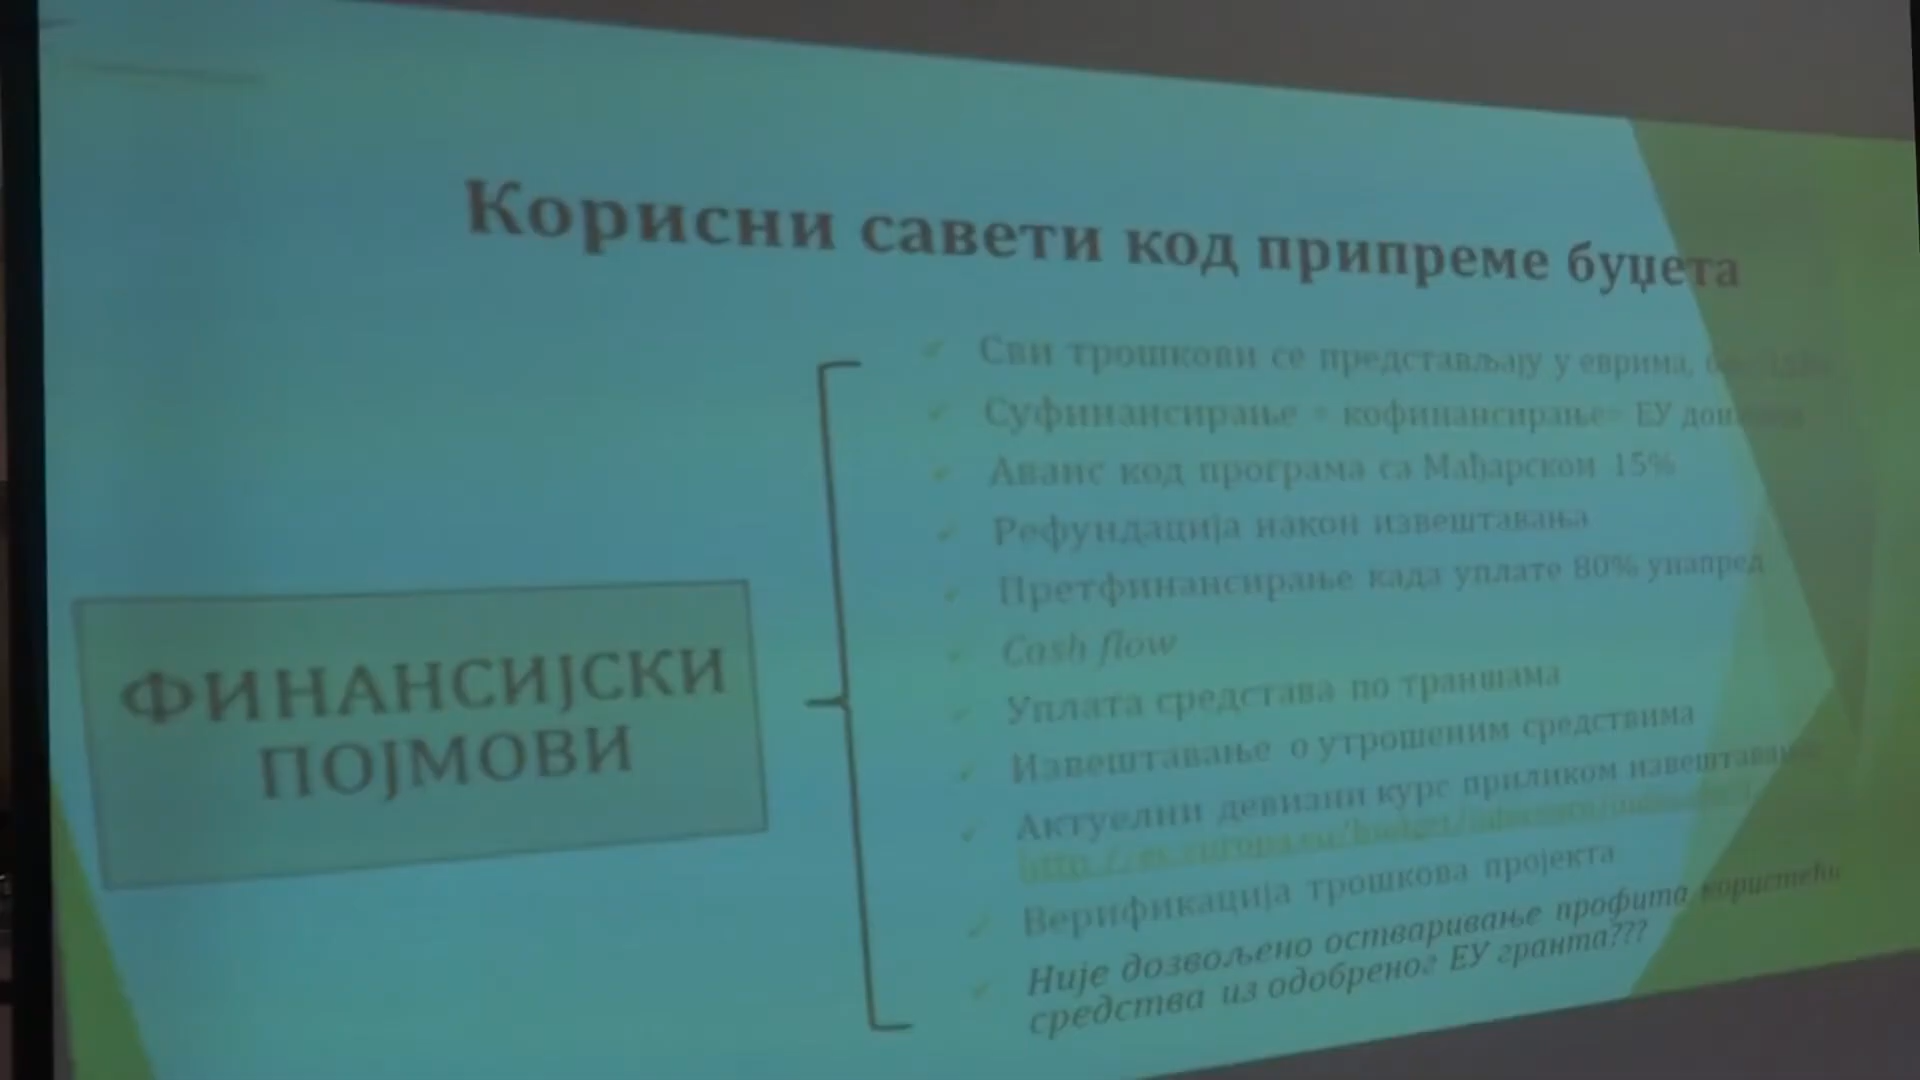 Корисни савети код припреме буџета
ФИНАНСИЈСКИ
ПОЈМОВИ
Сви трошкови се представљају у еврима,
Суфинансирање = кофинансирање= ЕУ
Аванс код програма са Мађарском 15%
Рефундација након извештавања
Претфинансирање када уплате 80% унапред
Cash flow
Уплата средстава по траншама
Извештавање о утрошеним средствима
Актуелни девизни курс приликом извештавања
Верификација трошкова пројекта
Није дозвољено остваривање профита користећи
средства из одобреног ЕУ гранта???